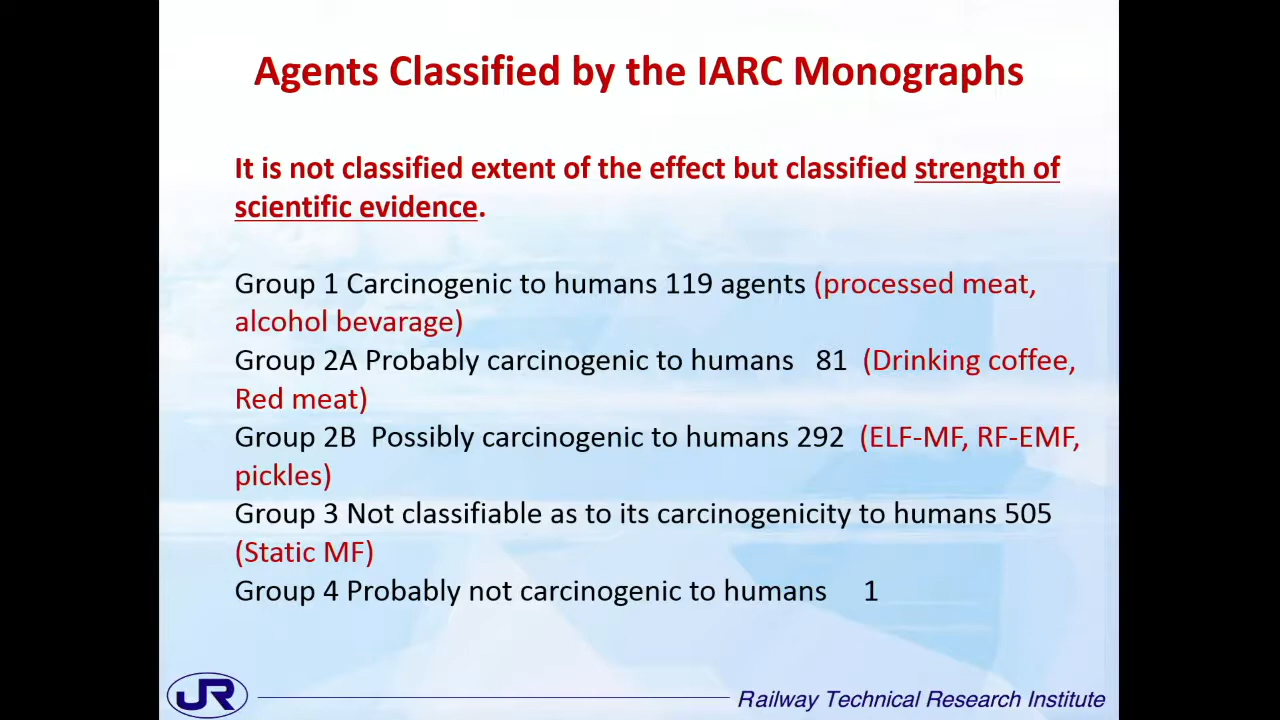 Agents Classified by the IARC Monographs
It is not classified extent of the effect but classified strength of
scientific evidence.
Group 1 Carcinogenic to humans 119 agents (processed meat,
alcohol bevarage)
Group 2A Probably carcinogenic to humans 81 (Drinking coffee,
Red meat)
Group 2B Possibly carcinogenic to humans 292 (ELF-MF, RF-EMF,
pickles)
Group 3 Not classifiable as to its carcinogenicity to humans 505
(Static MF)
Group 4 Probably not carcinogenic to humans 1
JR
Railway Technical Research Institute